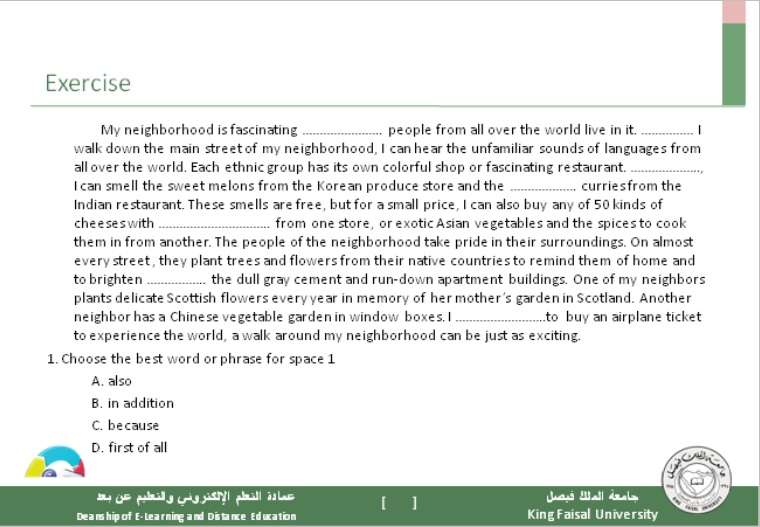 Exercise
My neighborhood is fascinating ....................... people from all over the world live in it. ............... I
walk down the main street of my neighborhood, I can hear the unfamiliar sounds of languages from
all over the world. Each ethnic group has its own colorful shop or fascinating restaurant. ....................,
I can smell the sweet melons from the Korean produce store and the ................... curries from the
Indian restaurant. These smells are free, but for a small price, I can also buy any of 50 kinds of
cheeses with ................................ from one store, or exotic Asian vegetables and the spices to cook
them in from another. The people of the neighborhood take pride in their surroundings. On almost
every street, they plant trees and flowers from their native countries to remind them of home and
to brighten ................. the dull gray cement and run-down apartment buildings. One of my neighbors
plants delicate Scottish flowers every year in memory of her mother's garden in Scotland. Another
neighbor has a Chinese vegetable garden in window boxes. I ..........................to buy an airplane ticket
to experience the world, a walk around my neighborhood can be just as exciting.
1. Choose the best word or phrase for space 1
A. also
B. in addition
C. because
D. first of all
عمادة التعلم الإلكتروني والتعليم عن بعد
Deanship of E-Learning and Distance Education
[ ]
جامعة الملك فيصل
King Faisal University